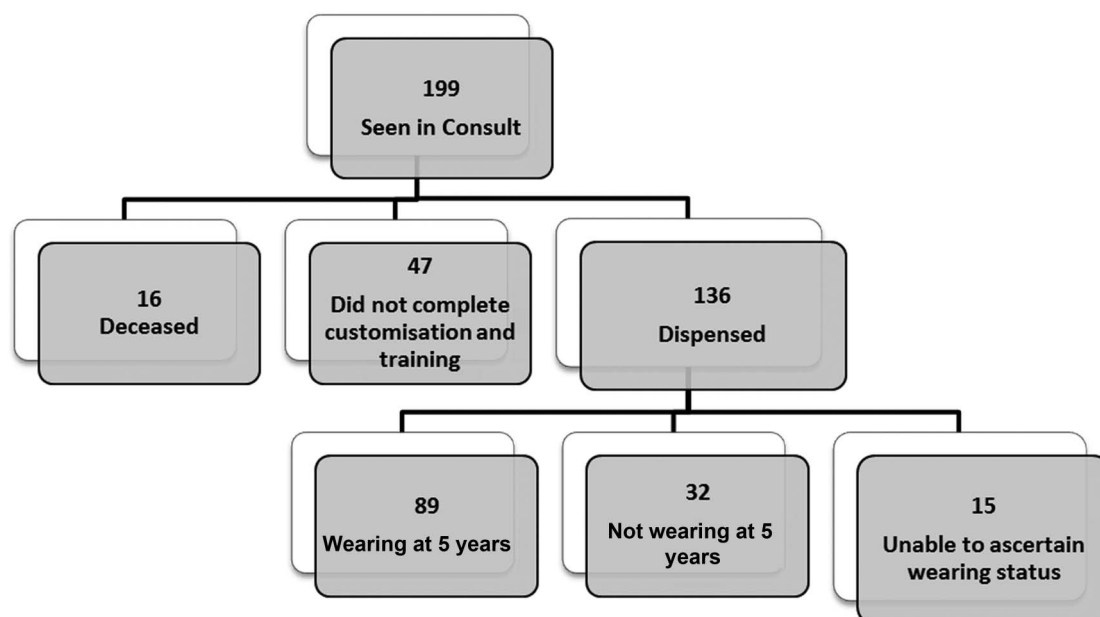 199
Seen in Consult
16
Deceased
47
Did not complete
customisation and
training
136
Dispensed
89
Wearing at 5 years
32
Not wearing at 5
years
15
Unable to ascertain
wearing status